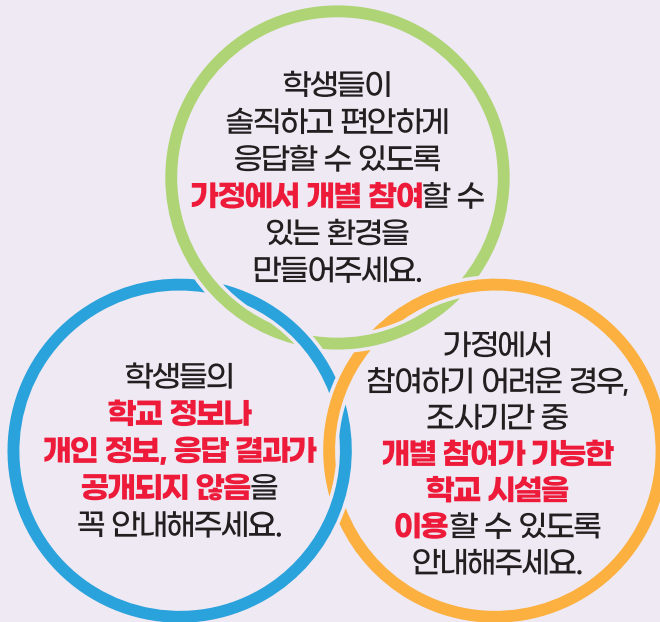 학생들이
솔직하고 편안하게
응답할 수 있도록
가정에서 개별 참여할 수
있는 환경을
만들어주세요.
학생들의
학교 정보나
개인 정보, 응답 결과가
공개되지 않음을
꼭 안내해주세요.
가정에서
참여하기 어려운 경우,
조사기간 중
개별 참여가 가능한
학교 시설을
이용할 수 있도록
안내해주세요.